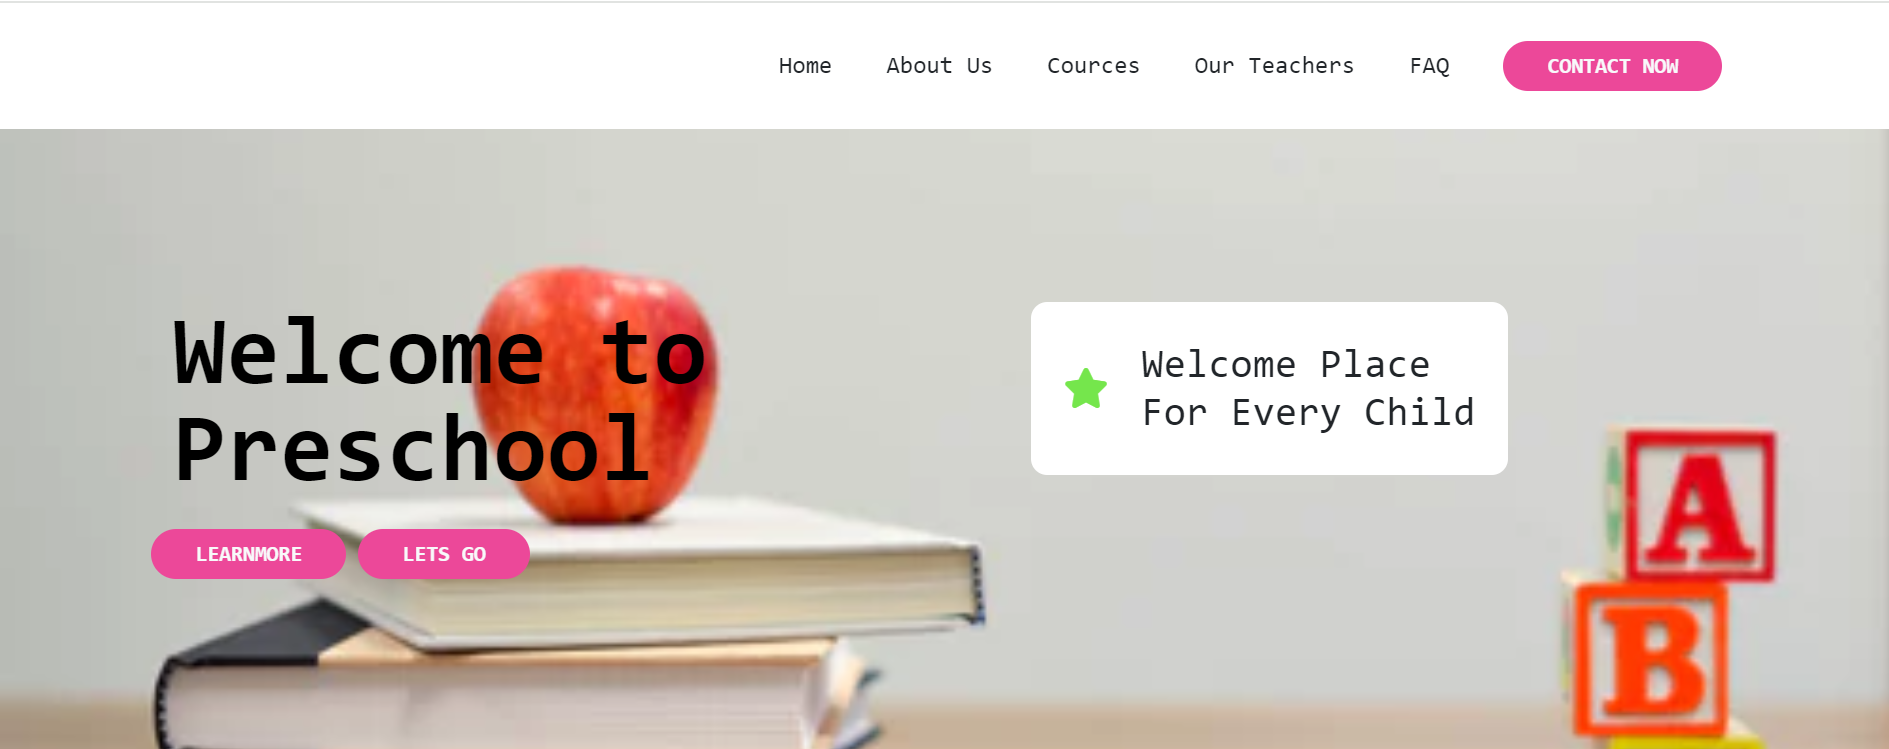 Home About Us Cources Our Teachers FAQ CONTACT NOW
Welcome to
Preschool
LEARNMORE LETS GO
Welcome Place
For Every Child
A
B